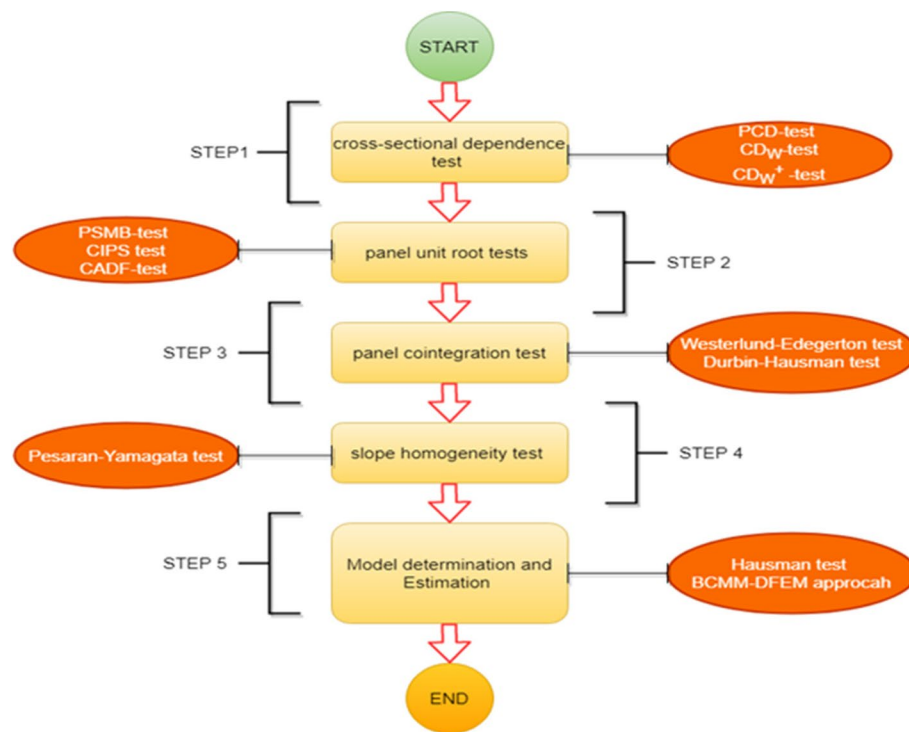 START
STEP1
cross-sectional dependence
test
PCD-test
CDW-test
CDW+ -test
PSMB-test
CIPS test
CADF-test
panel unit root tests
STEP 2
STEP 3
panel cointegration test
Westerlund-Edegerton test
Durbin-Hausman test
Pesaran-Yamagata test
slope homogeneity test
STEP 4
STEP 5
Model determination and
Estimation
Hausman test
BCMM-DFEM approcah
END